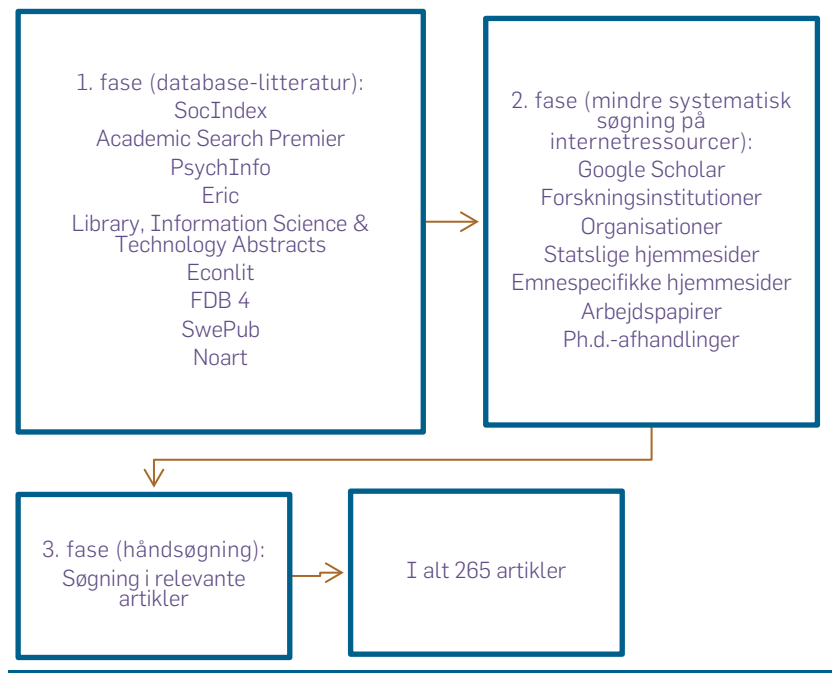 1. fase (database-litteratur):
SocIndex
Academic Search Premier
PsychInfo
Eric
Library, Information Science &
Technology Abstracts
Econlit
FDB 4
SwePub
Noart
2. fase (mindre systematisk
søgning på
internetressourcer):
Google Scholar
Forskningsinstitutioner
Organisationer
Statslige hjemmesider
Emnespecifikke hjemmesider
Arbejdspapirer
Ph.d.-afhandlinger
3. fase (håndsøgning):
Søgning i relevante
artikler
I alt 265 artikler